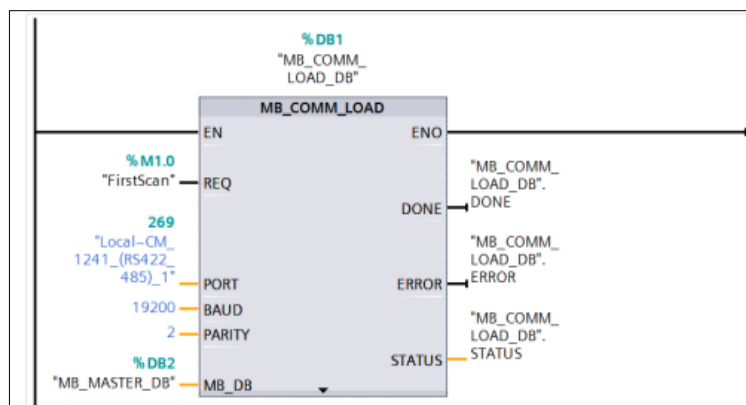 %DB1
"MB_COMM_
LOAD_DB"
MB_COMM_LOAD
EN
ENO
%M1.0
"FirstScan"
REQ
"MB_COMM_
LOAD_DB".
DONE
DONE
269
"Local-CM_
1241_(RS422_
485)_1"
PORT
"MB_COMM_
LOAD_DB".
ERROR
ERROR
19200
BAUD
2
PARITY
"MB_COMM_
LOAD_DB".
STATUS
STATUS
%DB2
"MB_MASTER_DB"
MB_DB